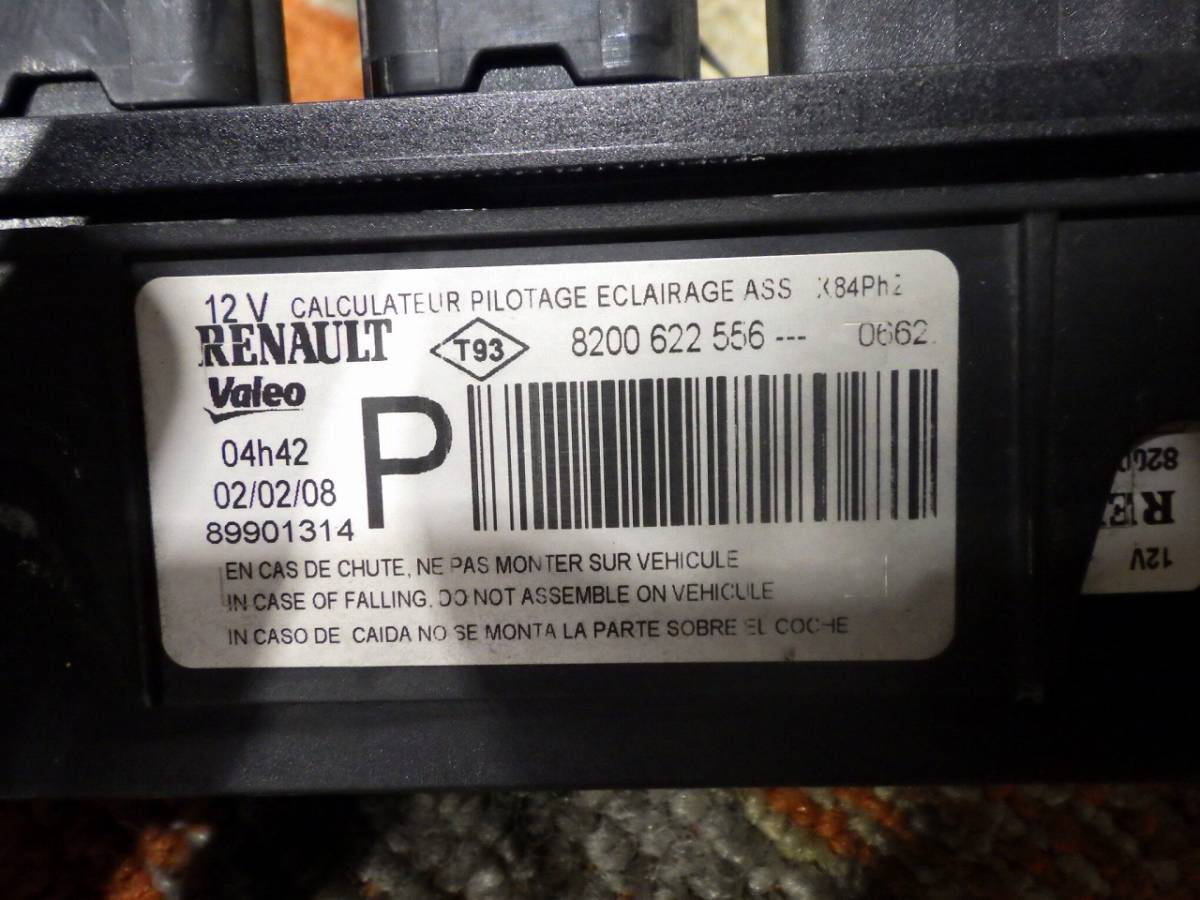 12 V CALCULATEUR PILOTAGE ECLAIRAGE ASS X84Ph2
RENAULT T93 8200 622 556 --- 0662
Valeo
P
04h42
02/02/08
89901314
EN CAS DE CHUTE, NE PAS MONTER SUR VEHICULE
IN CASE OF FALLING, DO NOT ASSEMBLE ON VEHICULE
IN CASO DE CAIDA NO SE MONTA LA PARTE SOBRE EL COCHE
12V